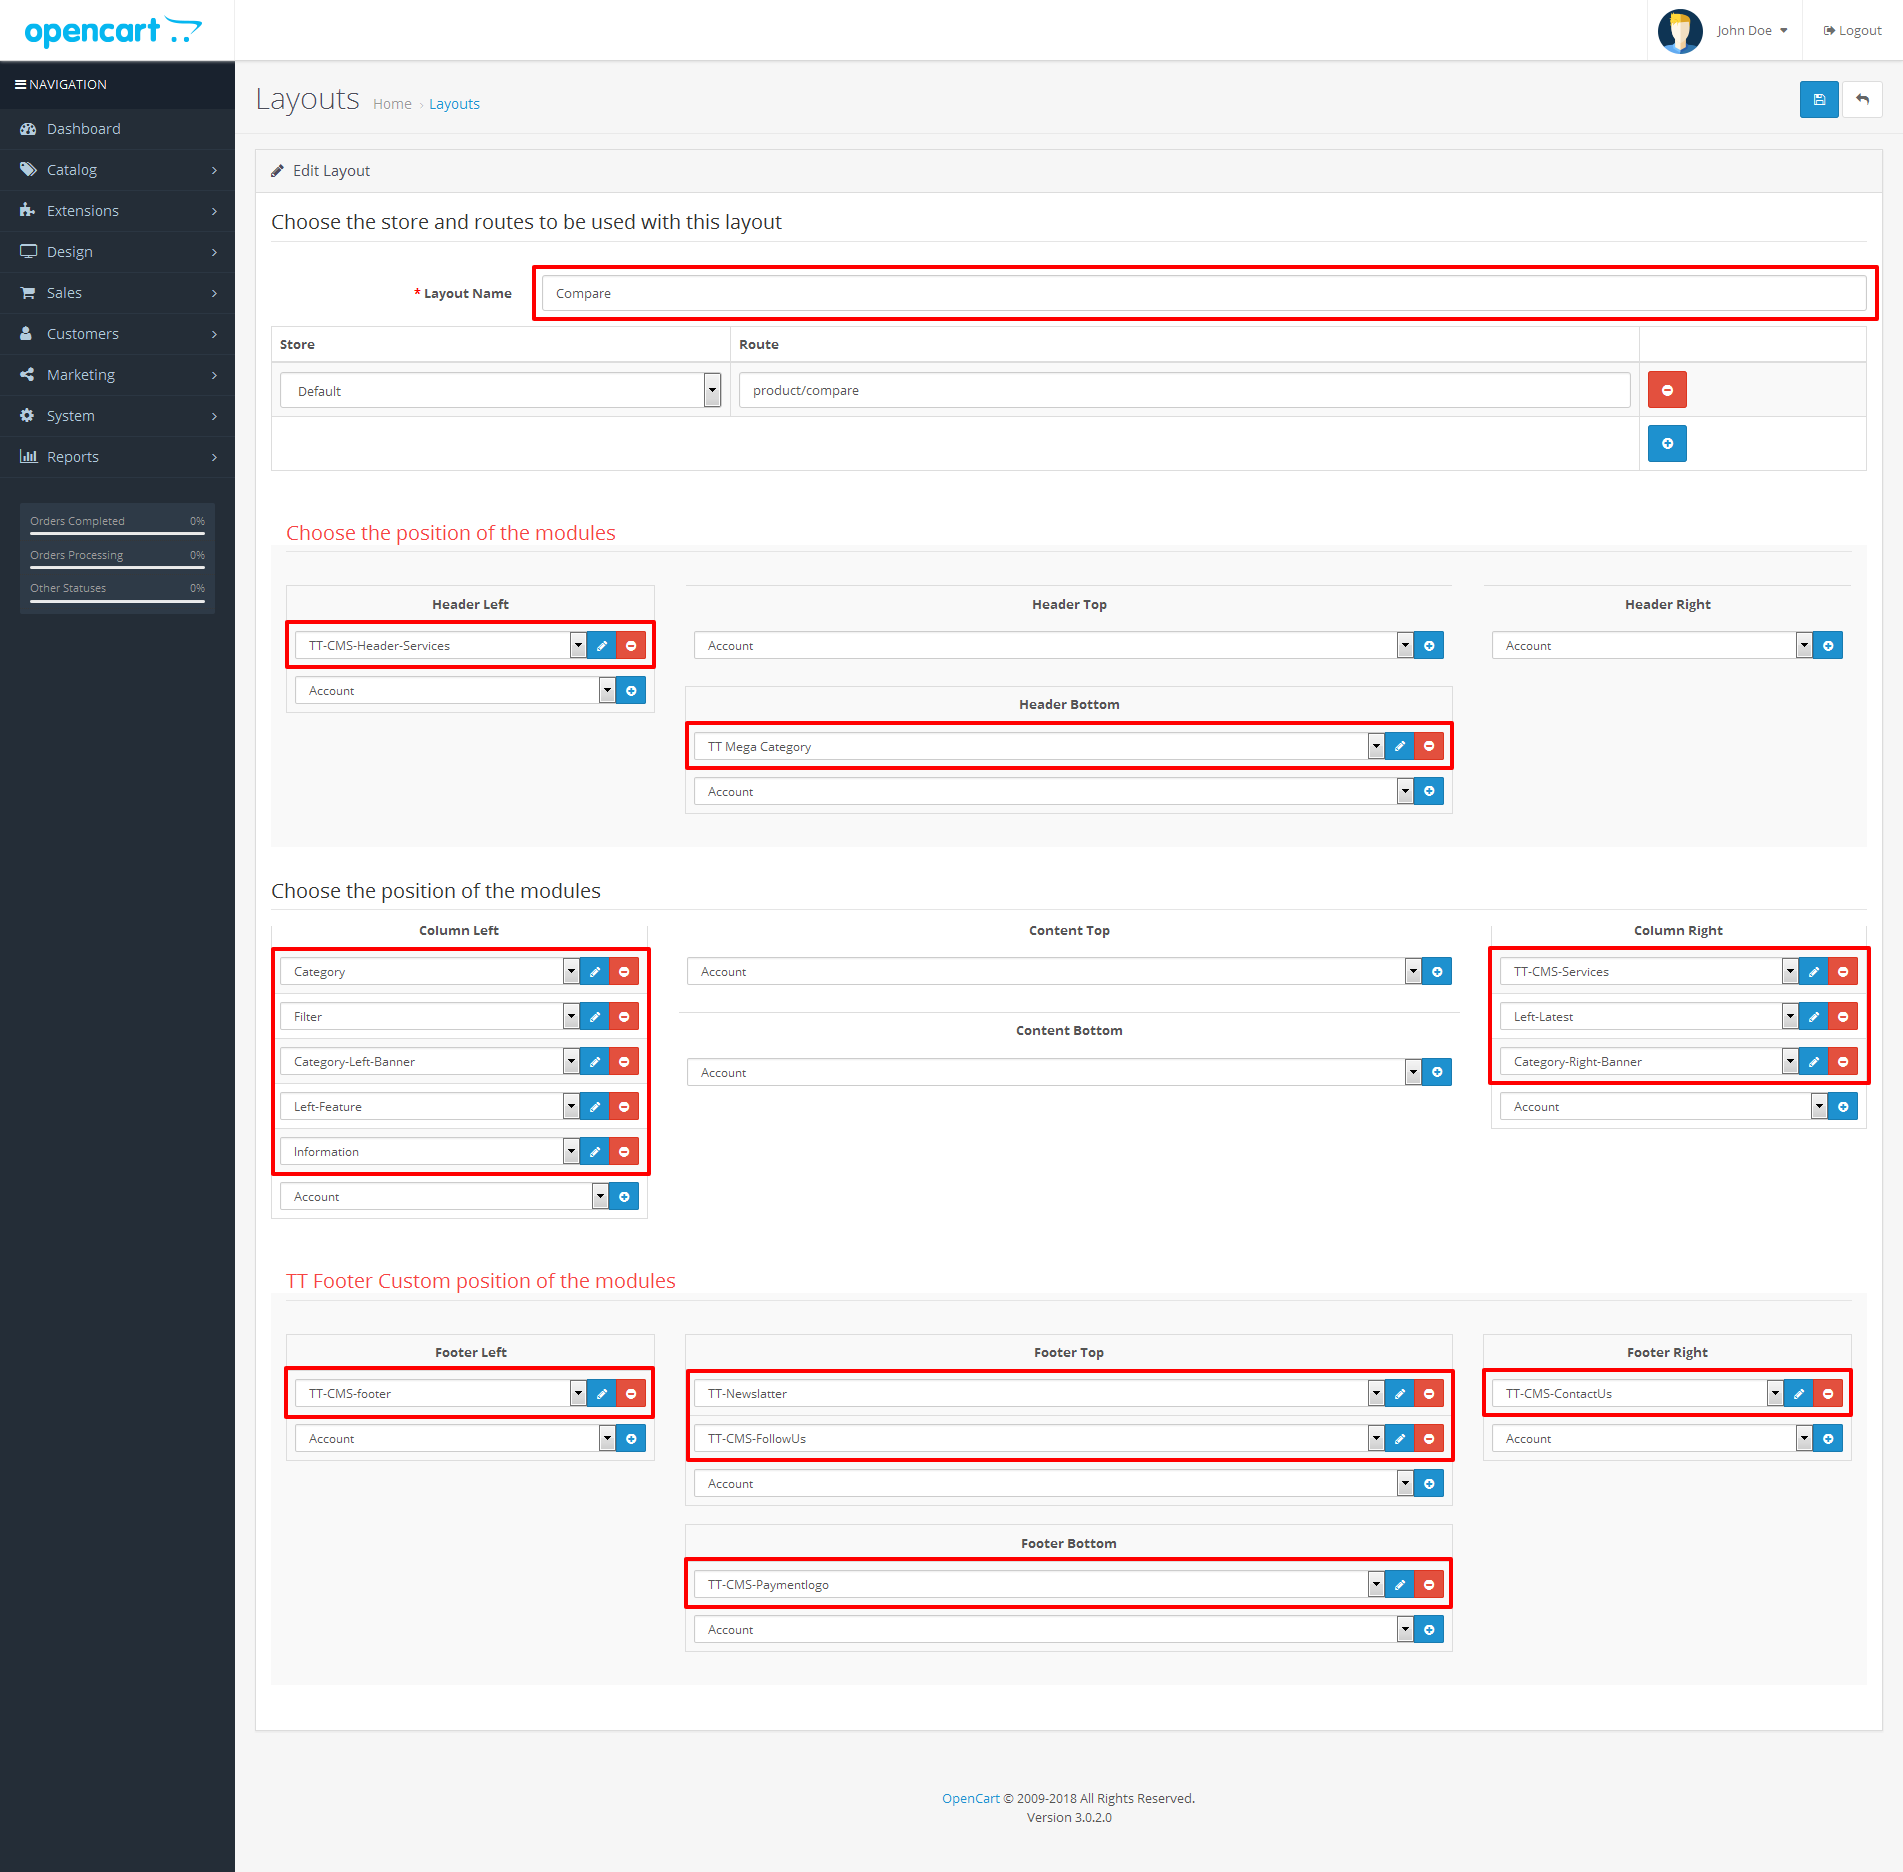 opencart
John Doe
Logout
NAVIGATION
Dashboard
Catalog
Extensions
Design
Sales
Customers
Marketing
System
Reports
Orders Completed 0%
Orders Processing 0%
Other Statuses 0%
Layouts Home › Layouts
Edit Layout
Choose the store and routes to be used with this layout
* Layout Name Compare
Store Route
Default product/compare
Choose the position of the modules
Header Left
TT-CMS-Header-Services
Account
Header Top
Account
Header Bottom
TT Mega Category
Account
Header Right
Account
Choose the position of the modules
Column Left
Category
Filter
Category-Left-Banner
Left-Feature
Information
Account
Content Top
Account
Content Bottom
Account
Column Right
TT-CMS-Services
Left-Latest
Category-Right-Banner
Account
TT Footer Custom position of the modules
Footer Left
TT-CMS-footer
Account
Footer Top
TT-Newslatter
TT-CMS-FollowUs
Account
Footer Bottom
TT-CMS-Paymentlogo
Account
Footer Right
TT-CMS-ContactUs
Account
OpenCart © 2009-2018 All Rights Reserved.
Version 3.0.2.0